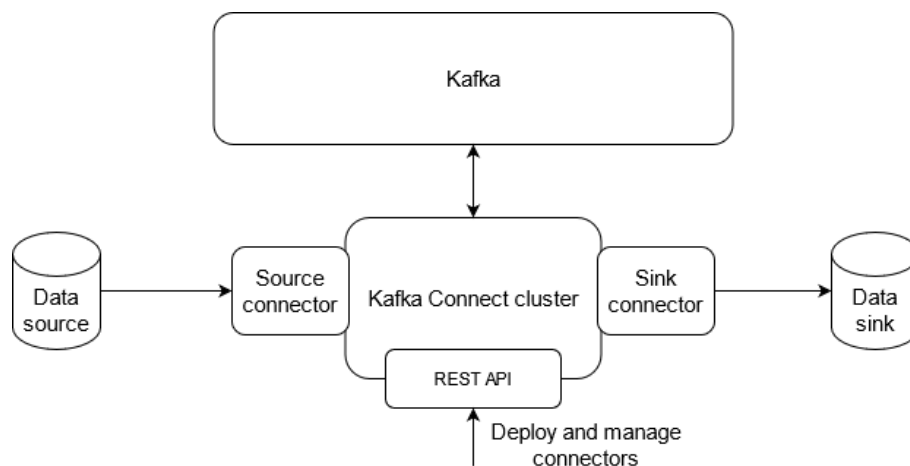 Kafka
Data
source
Source
connector
Kafka Connect cluster
Sink
connector
Data
sink
REST API
Deploy and manage
connectors